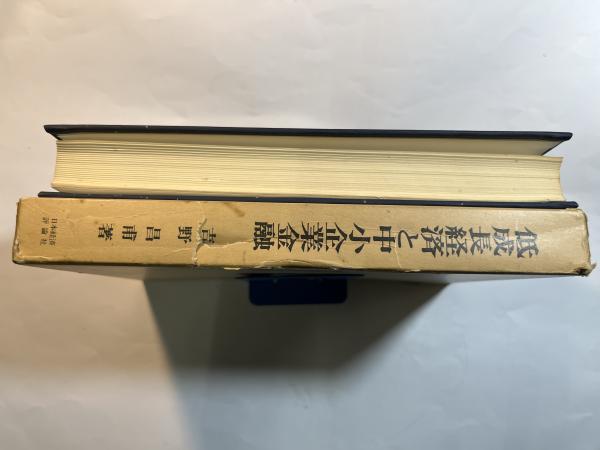 低成長経済と中小企業金融
吉野昌甫著
日本経済
評論社